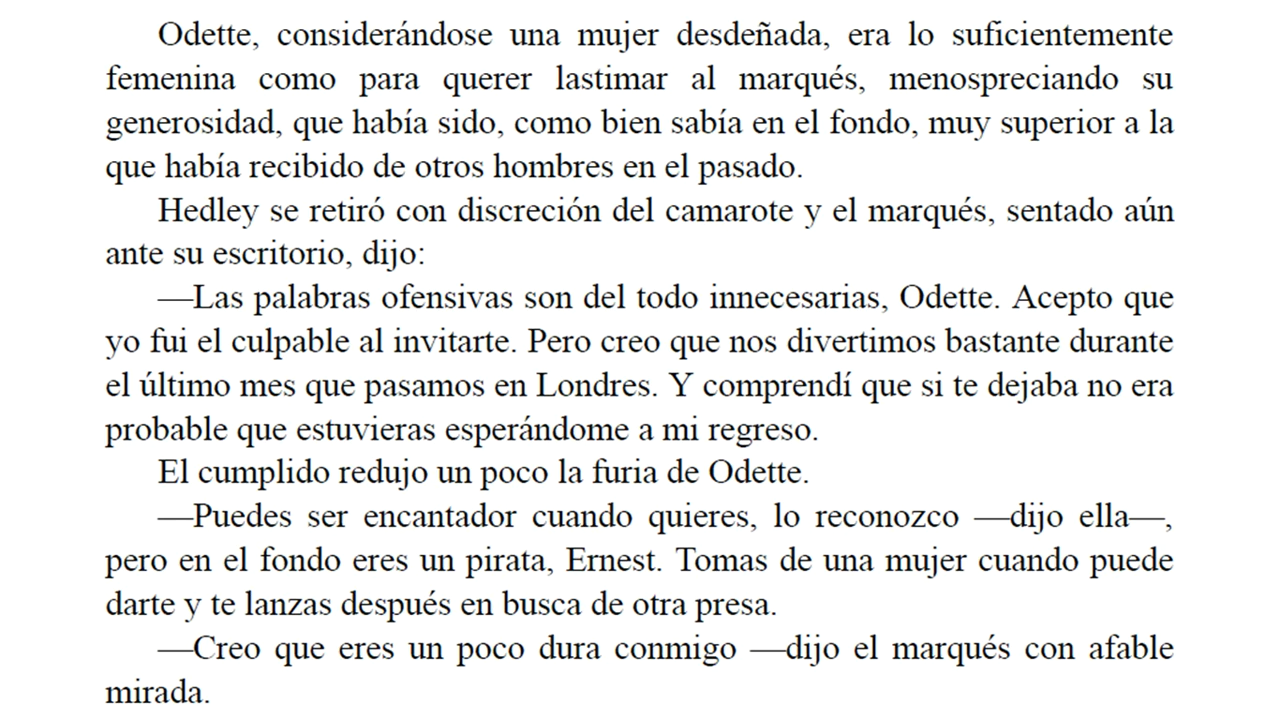 Odette, considerándose una mujer desdeñada, era lo suficientemente
femenina como para querer lastimar al marqués, menospreciando su
generosidad, que había sido, como bien sabía en el fondo, muy superior a la
que había recibido de otros hombres en el pasado.
Hedley se retiró con discreción del camarote y el marqués, sentado aún
ante su escritorio, dijo:
—Las palabras ofensivas son del todo innecesarias, Odette. Acepto que
yo fui el culpable al invitarte. Pero creo que nos divertimos bastante durante
el último mes que pasamos en Londres. Y comprendí que si te dejaba no era
probable que estuvieras esperándome a mi regreso.
El cumplido redujo un poco la furia de Odette.
—Puedes ser encantador cuando quieres, lo reconozco —dijo ella—,
pero en el fondo eres un pirata, Ernest. Tomas de una mujer cuando puede
darte y te lanzas después en busca de otra presa.
—Creo que eres un poco dura conmigo —dijo el marqués con afable
mirada.